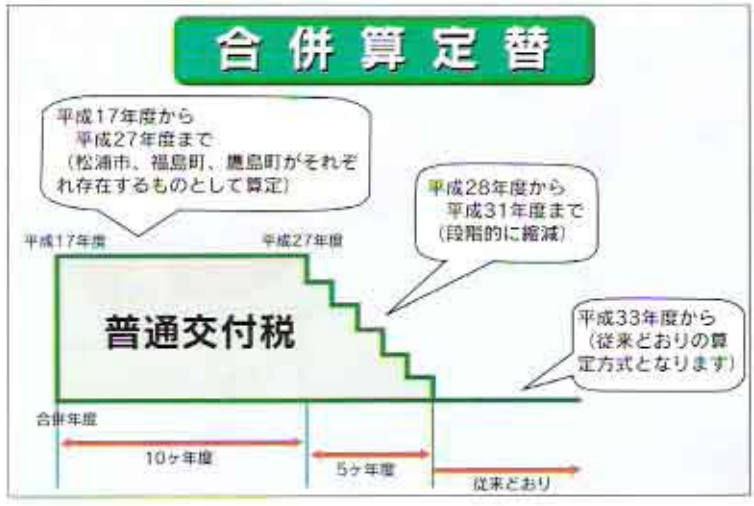 合併算定替
平成17年度から
平成27年度まで
(松浦市、福島町、鷹島町がそれぞ
れ存在するものとして算定)
平成28年度から
平成31年度まで
(段階的に縮減)
平成17年度
平成27年度
普通交付税
平成33年度から
(従来どおりの算
定方式となります)
合併年度
10ヶ年度
5ヶ年度
従来どおり